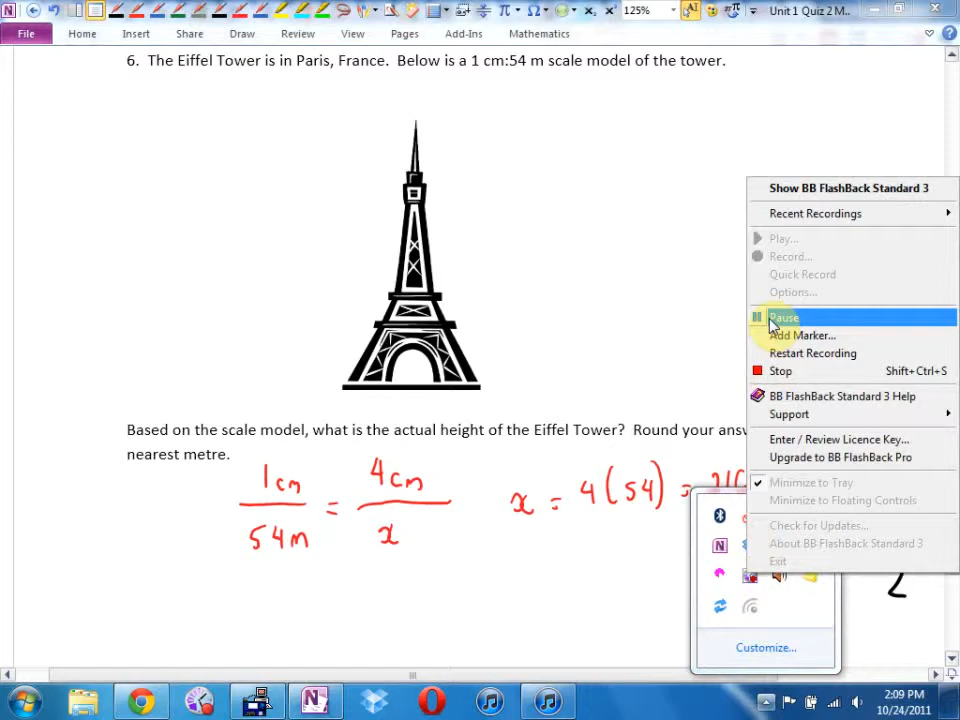 125%
Unit 1 Quiz 2 M..
File Home Insert Share Draw Review View Pages Add-Ins Mathematics
6. The Eiffel Tower is in Paris, France. Below is a 1 cm:54 m scale model of the tower.
Show BB FlashBack Standard 3
Recent Recordings
Play...
Record...
Quick Record
Options...
Pause
Add Marker...
Restart Recording
Stop Shift+Ctrl+S
BB FlashBack Standard 3 Help
Support
Enter / Review Licence Key...
Upgrade to BB FlashBack Pro
Minimize to Tray
Minimize to Floating Controls
Check for Updates...
About BB FlashBack Standard 3
Exit
Based on the scale model, what is the actual height of the Eiffel Tower? Round your
nearest metre.
1cm / 54m = 4cm / x x = 4(54) =
2
Customize...
2:09 PM
10/24/2011